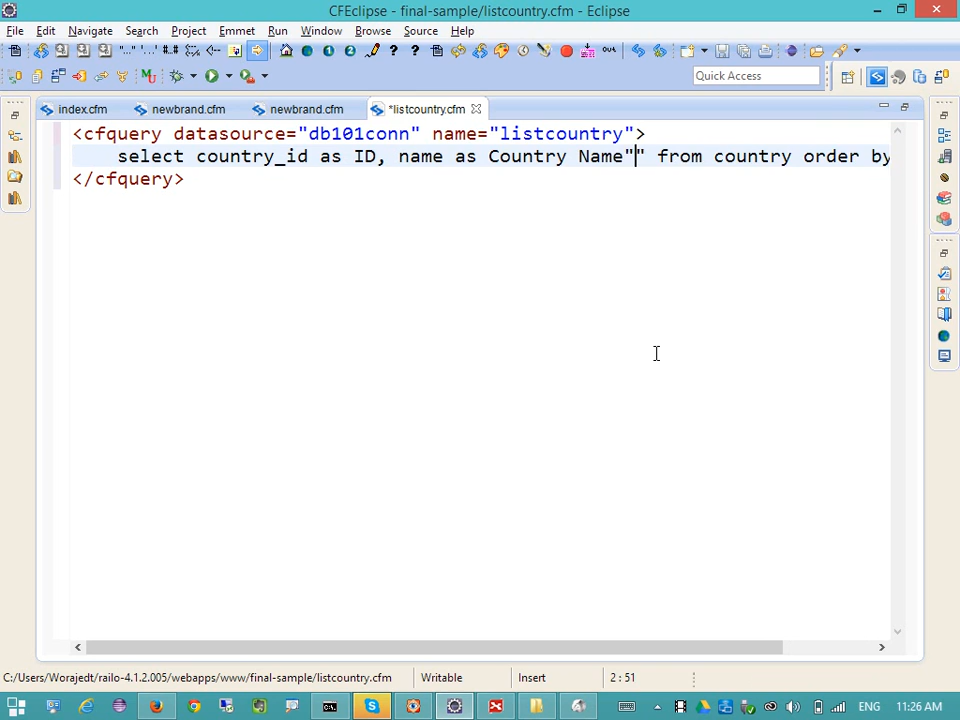 CFEclipse - final-sample/listcountry.cfm - Eclipse
File Edit Navigate Search Project Emmet Run Window Browse Source Help
Quick Access
index.cfm newbrand.cfm newbrand.cfm *listcountry.cfm
<cfquery datasource="db101conn" name="listcountry">
select country_id as ID, name as Country Name"" from country order by
</cfquery>
C:/Users/Worajedt/railo-4.1.2.005/webapps/www/final-sample/listcountry.cfm Writable Insert 2 : 51
ENG 11:26 AM